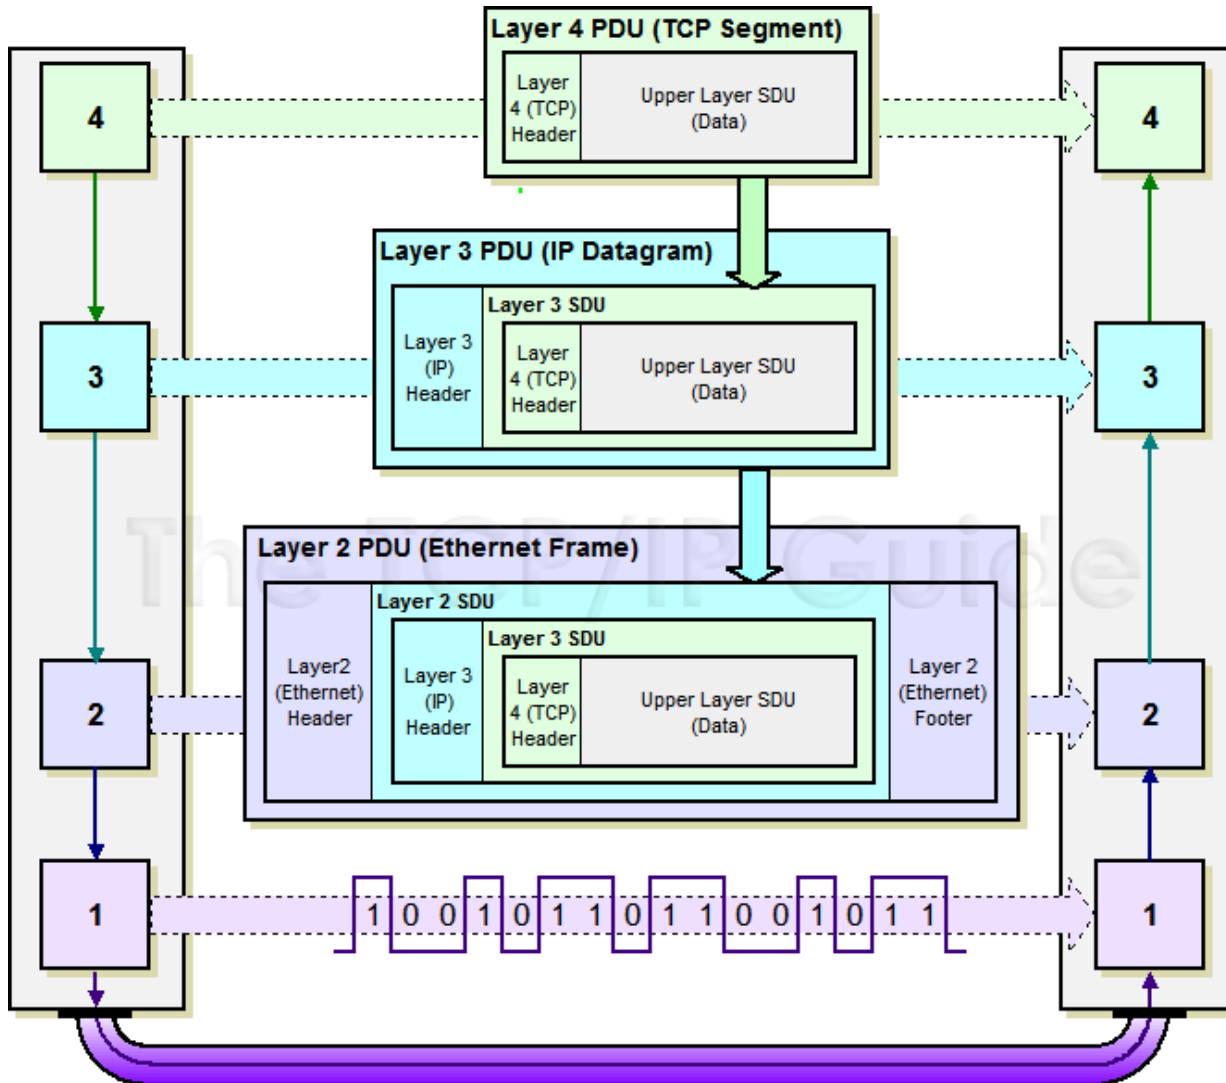 Layer 4 PDU (TCP Segment)
4
Layer
4 (TCP)
Header
Upper Layer SDU
(Data)
4
Layer 3 PDU (IP Datagram)
3
Layer 3
(IP)
Header
Layer 3 SDU
Layer
4 (TCP)
Header
Upper Layer SDU
(Data)
3
The TCP/IP Guide
Layer 2 PDU (Ethernet Frame)
2
Layer2
(Ethernet)
Header
Layer 2 SDU
Layer 3
(IP)
Header
Layer 3 SDU
Layer
4 (TCP)
Header
Upper Layer SDU
(Data)
Layer 2
(Ethernet)
Footer
2
1
1 0 0 1 0 1 1 0 1 1 0 0 1 0 1 1
1